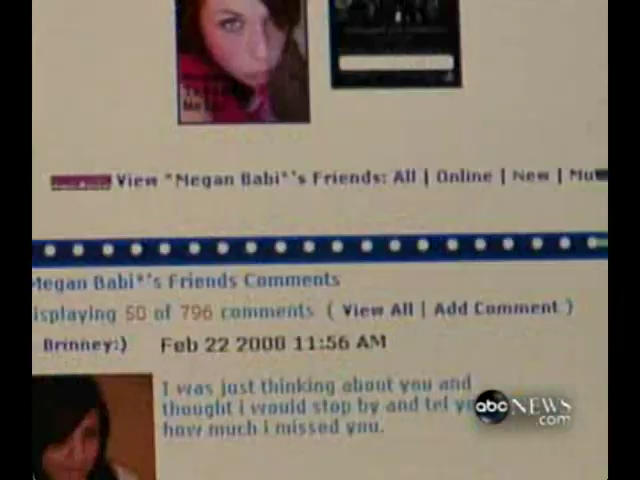 View "Megan Babi*'s Friends: All | Online | New |
Megan Babi*'s Friends Comments
isplaying 50 of 796 comments ( View All | Add Comment )
Brinney:) Feb 22 2008 11:56 AM
I was just thinking about you and
thought i would stop by and tel
how much i missed you.
abc NEWS
.com